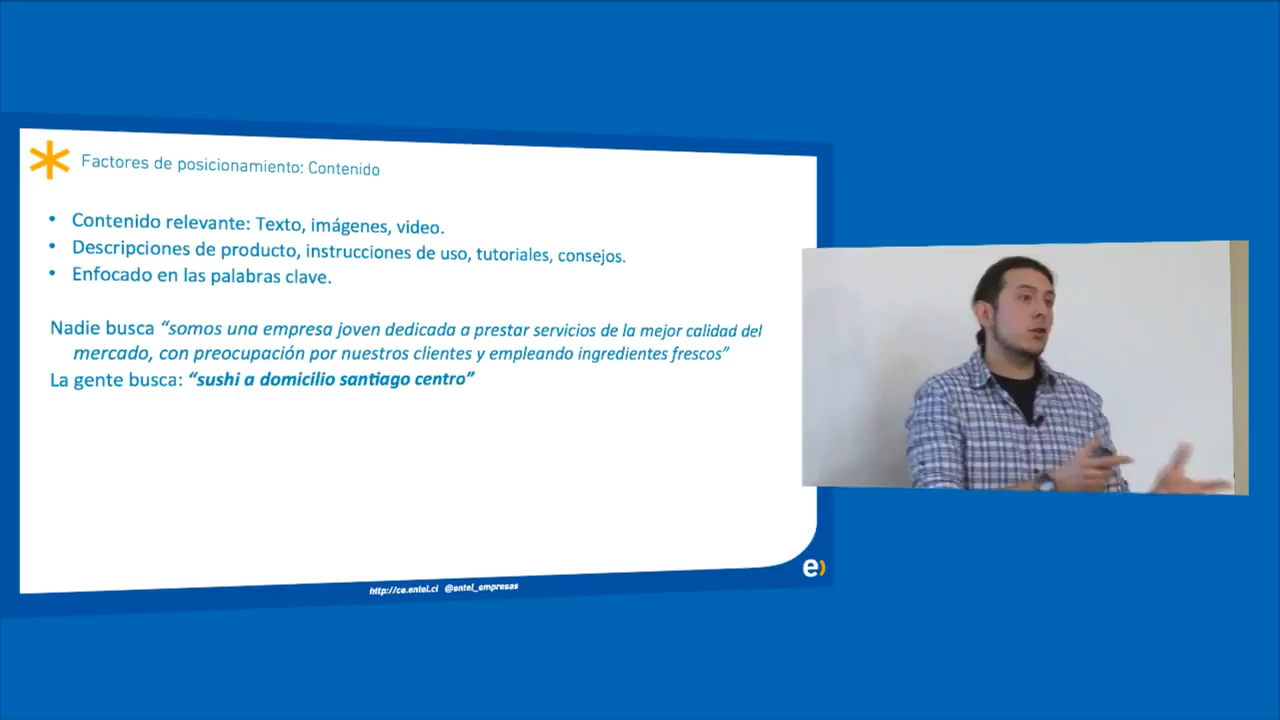 Factores de posicionamiento: Contenido
• Contenido relevante: Texto, imágenes, video.
• Descripciones de producto, instrucciones de uso, tutoriales, consejos.
• Enfocado en las palabras clave.
Nadie busca “somos una empresa joven dedicada a prestar servicios de la mejor calidad del
mercado, con preocupación por nuestros clientes y empleando ingredientes frescos”
La gente busca: “sushi a domicilio santiago centro”
e)
http://ce.entel.cl @entel_empresas